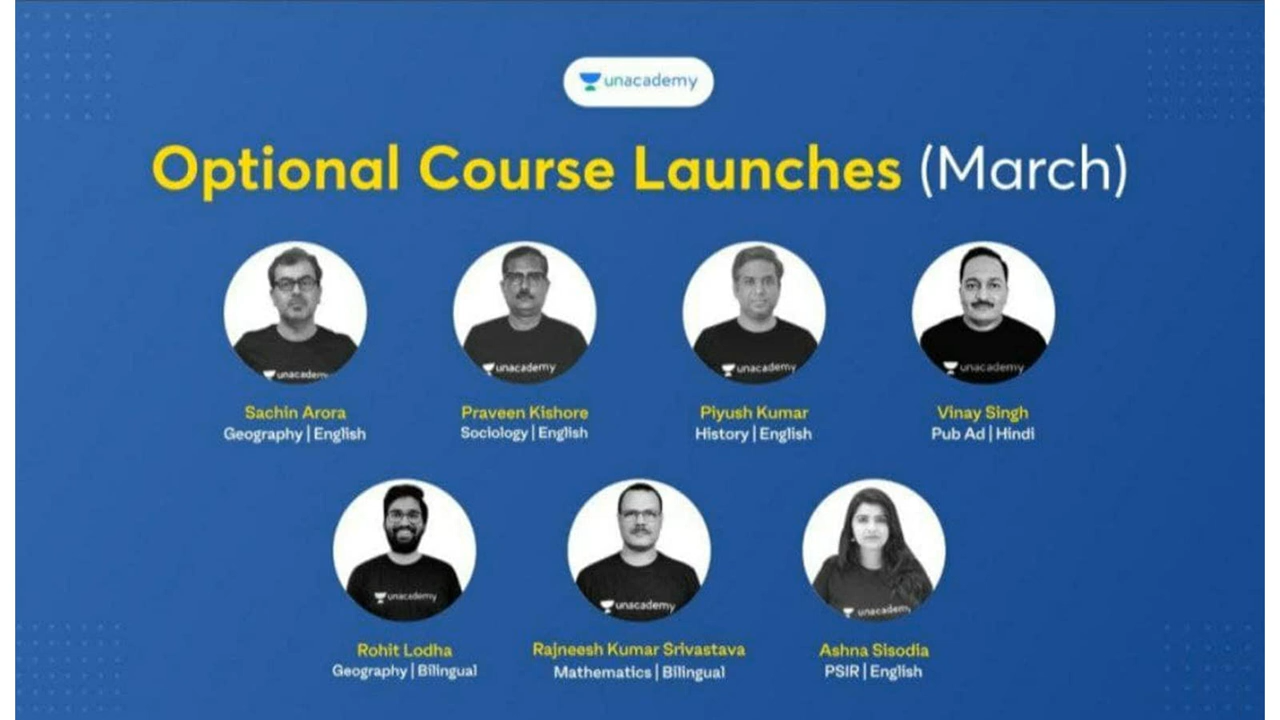 unacademy
Optional Course Launches (March)
unacademy
unacademy
unacademy
unacademy
Sachin Arora
Geography | English
Praveen Kishore
Sociology | English
Piyush Kumar
History | English
Vinay Singh
Pub Ad | Hindi
unacademy
unacademy
unacademy
Rohit Lodha
Geography | Bilingual
Rajneesh Kumar Srivastava
Mathematics | Bilingual
Ashna Sisodia
PSIR | English